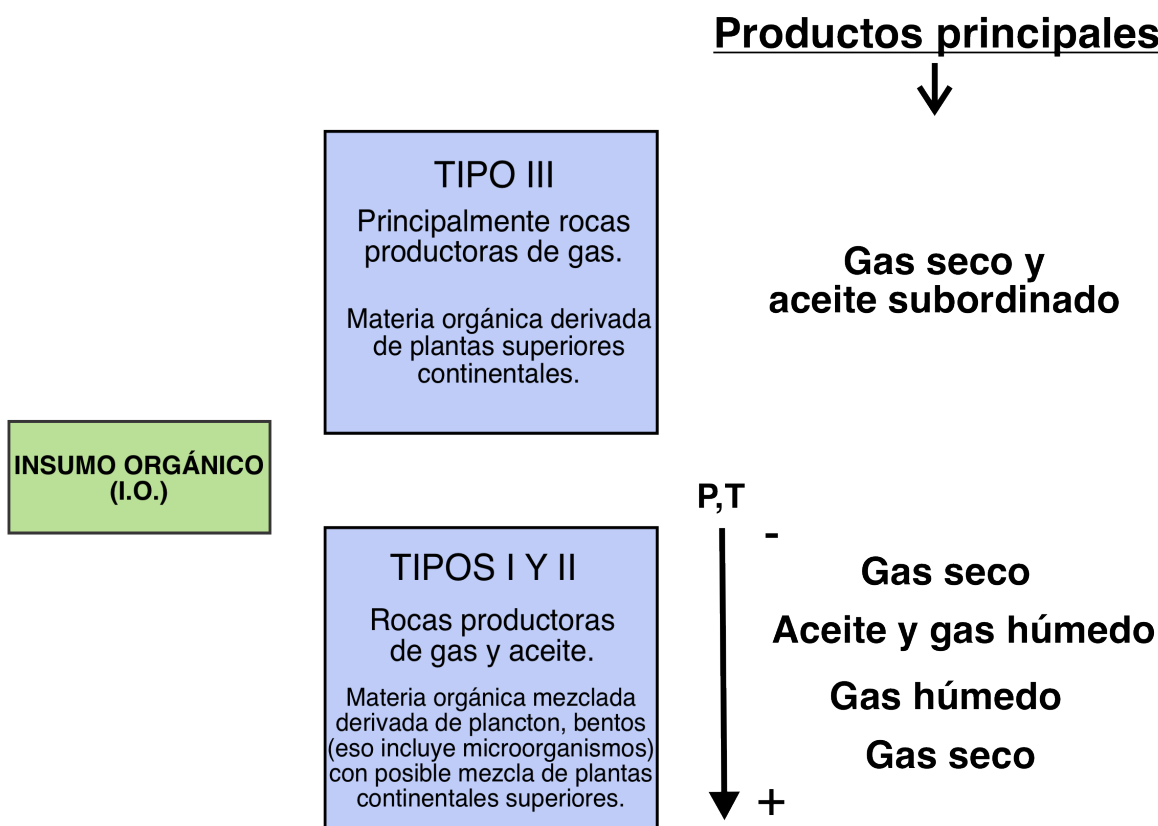 Productos principales
TIPO III
Principalmente rocas
productoras de gas.
Materia orgánica derivada
de plantas superiores
continentales.
Gas seco y
aceite subordinado
INSUMO ORGÁNICO
(I.O.)
TIPOS I Y II
Rocas productoras
de gas y aceite.
Materia orgánica mezclada
derivada de plancton, bentos
(eso incluye microorganismos)
con posible mezcla de plantas
continentales superiores.
P,T
-
Gas seco
Aceite y gas húmedo
Gas húmedo
Gas seco
+